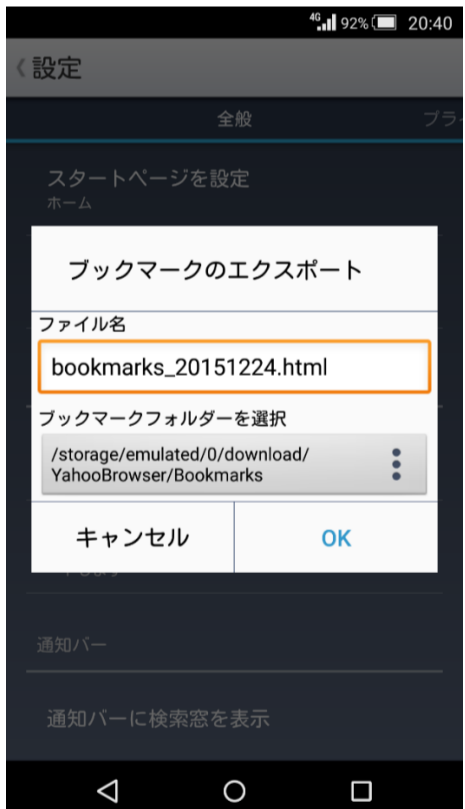 4G 92% 20:40
設定
全般 プライ
スタートページを設定
ホーム
ブックマークのエクスポート
ファイル名
bookmarks_20151224.html
ブックマークフォルダーを選択
/storage/emulated/0/download/
YahooBrowser/Bookmarks
キャンセル OK
通知バー
通知バーに検索窓を表示